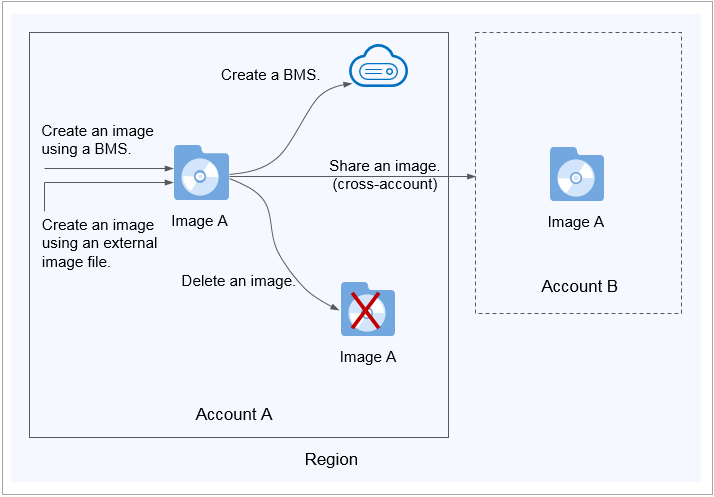 Create a BMS.
Create an image
using a BMS.
Share an image.
(cross-account)
Image A
Image A
Create an image
using an external
image file.
Delete an image.
Account B
Image A
Account A
Region